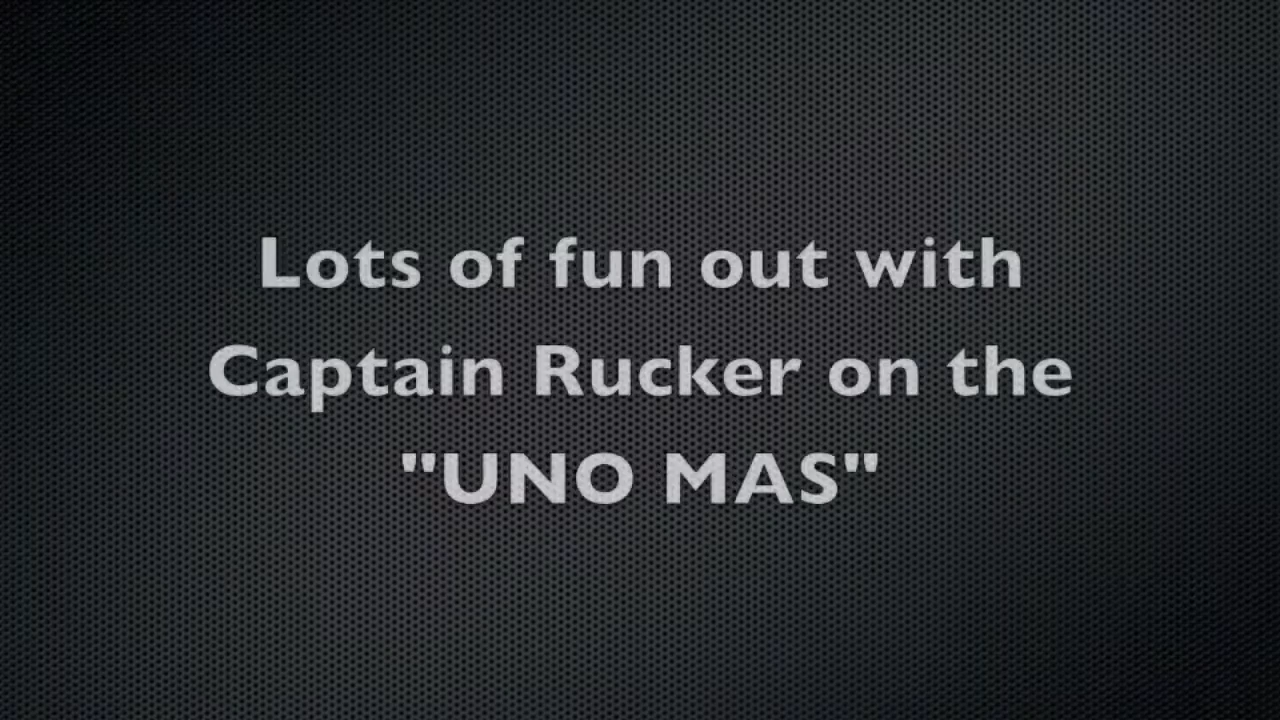 Lots of fun out with
Captain Rucker on the
"UNO MAS"